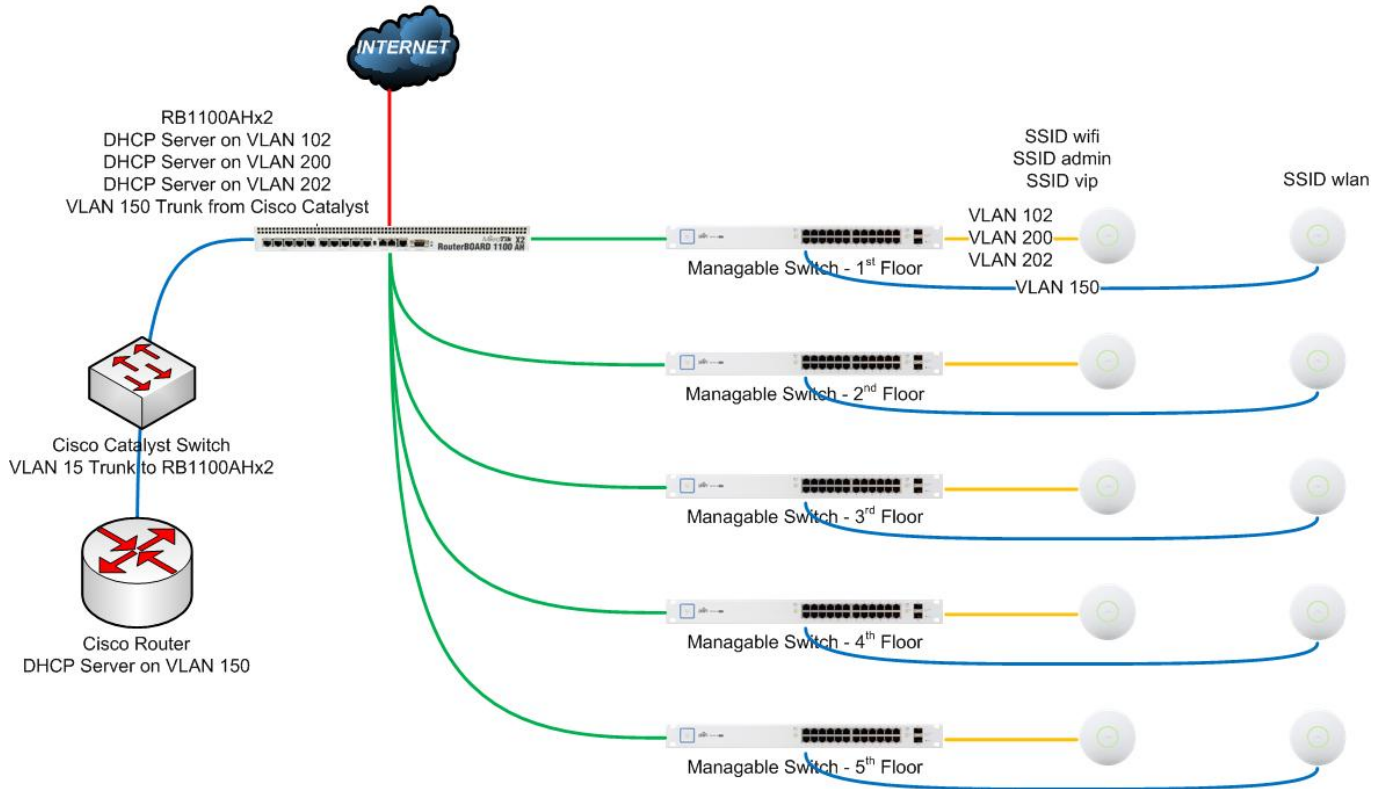 INTERNET
RB1100AHx2
DHCP Server on VLAN 102
DHCP Server on VLAN 200
DHCP Server on VLAN 202
VLAN 150 Trunk from Cisco Catalyst
X2
RouterBOARD 1100 AH
Cisco Catalyst Switch
VLAN 15 Trunk to RB1100AHx2
Cisco Router
DHCP Server on VLAN 150
SSID wifi
SSID admin
SSID vip
SSID wlan
VLAN 102
VLAN 200
VLAN 202
VLAN 150
Managable Switch - 1st Floor
Managable Switch - 2nd Floor
Managable Switch - 3rd Floor
Managable Switch - 4th Floor
Managable Switch - 5th Floor